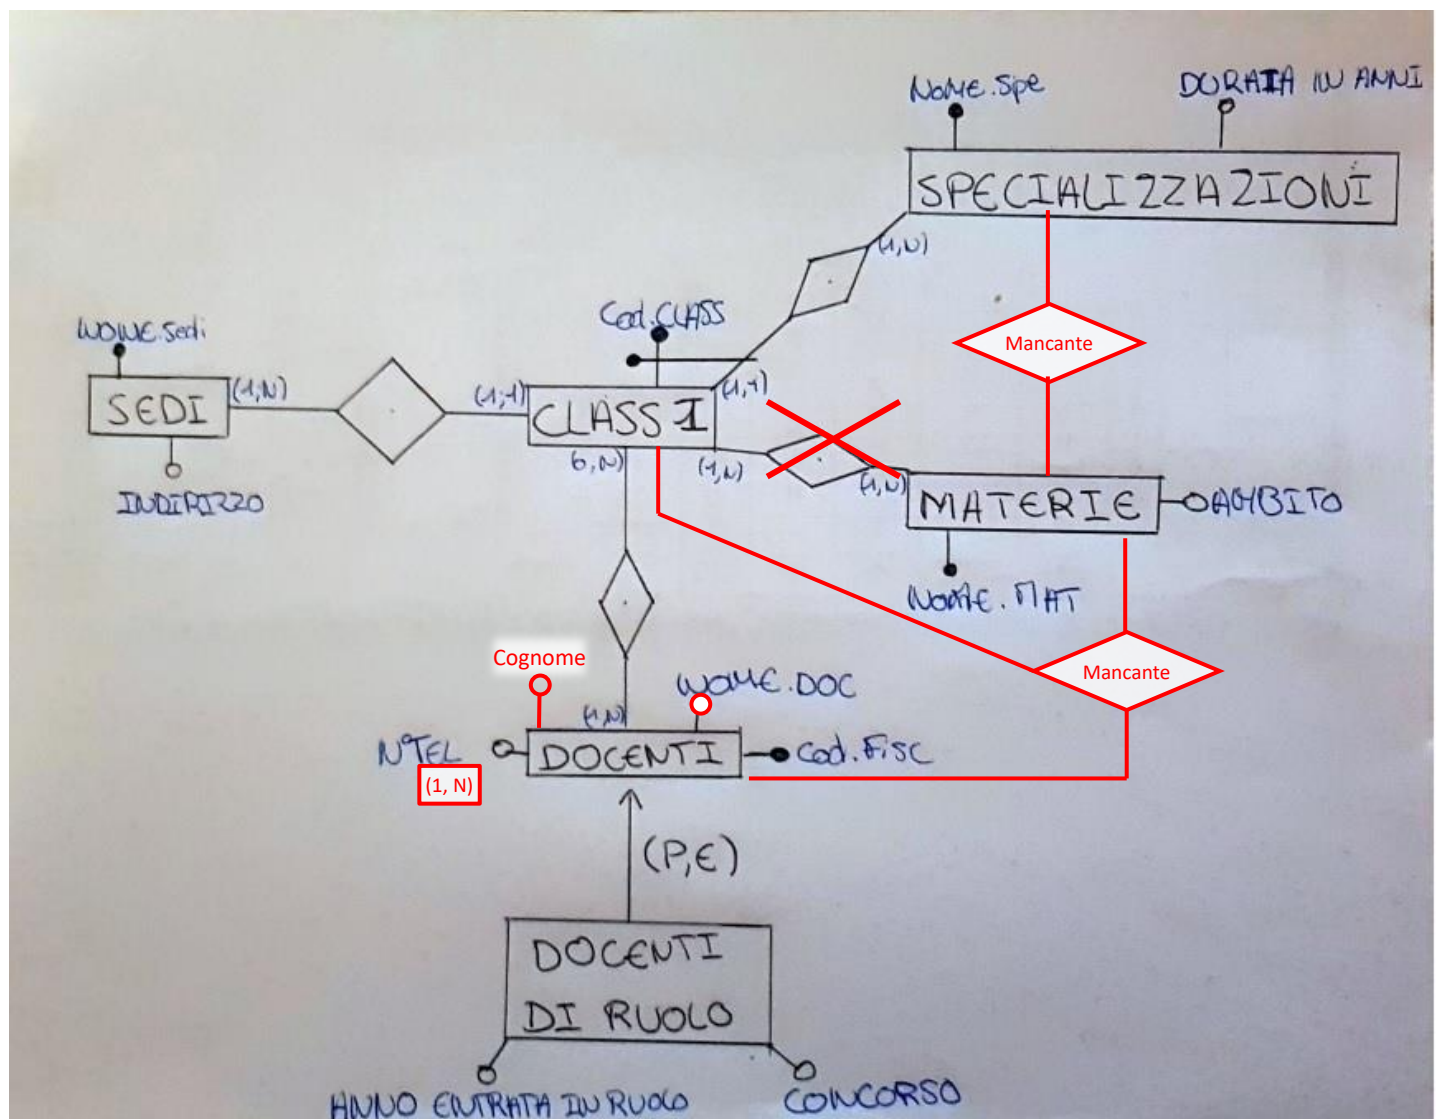 NOME.Spe
DURATA IN ANNI
SPECIALIZZAZIONI
(1,N)
Cod.CLASS
Mancante
NOME.Sedi
SEDI
(1,N)
(1,1)
CLASSI
(1,1)
6,N)
(1,N)
(1,N)
MATERIE
AMBITO
INDIRIZZO
NOME.MAT
Cognome
NOME.DOC
Mancante
(1,N)
N°TEL
DOCENTI
Cod.Fisc
(1, N)
(P,E)
DOCENTI
DI RUOLO
ANNO ENTRATA IN RUOLO
CONCORSO